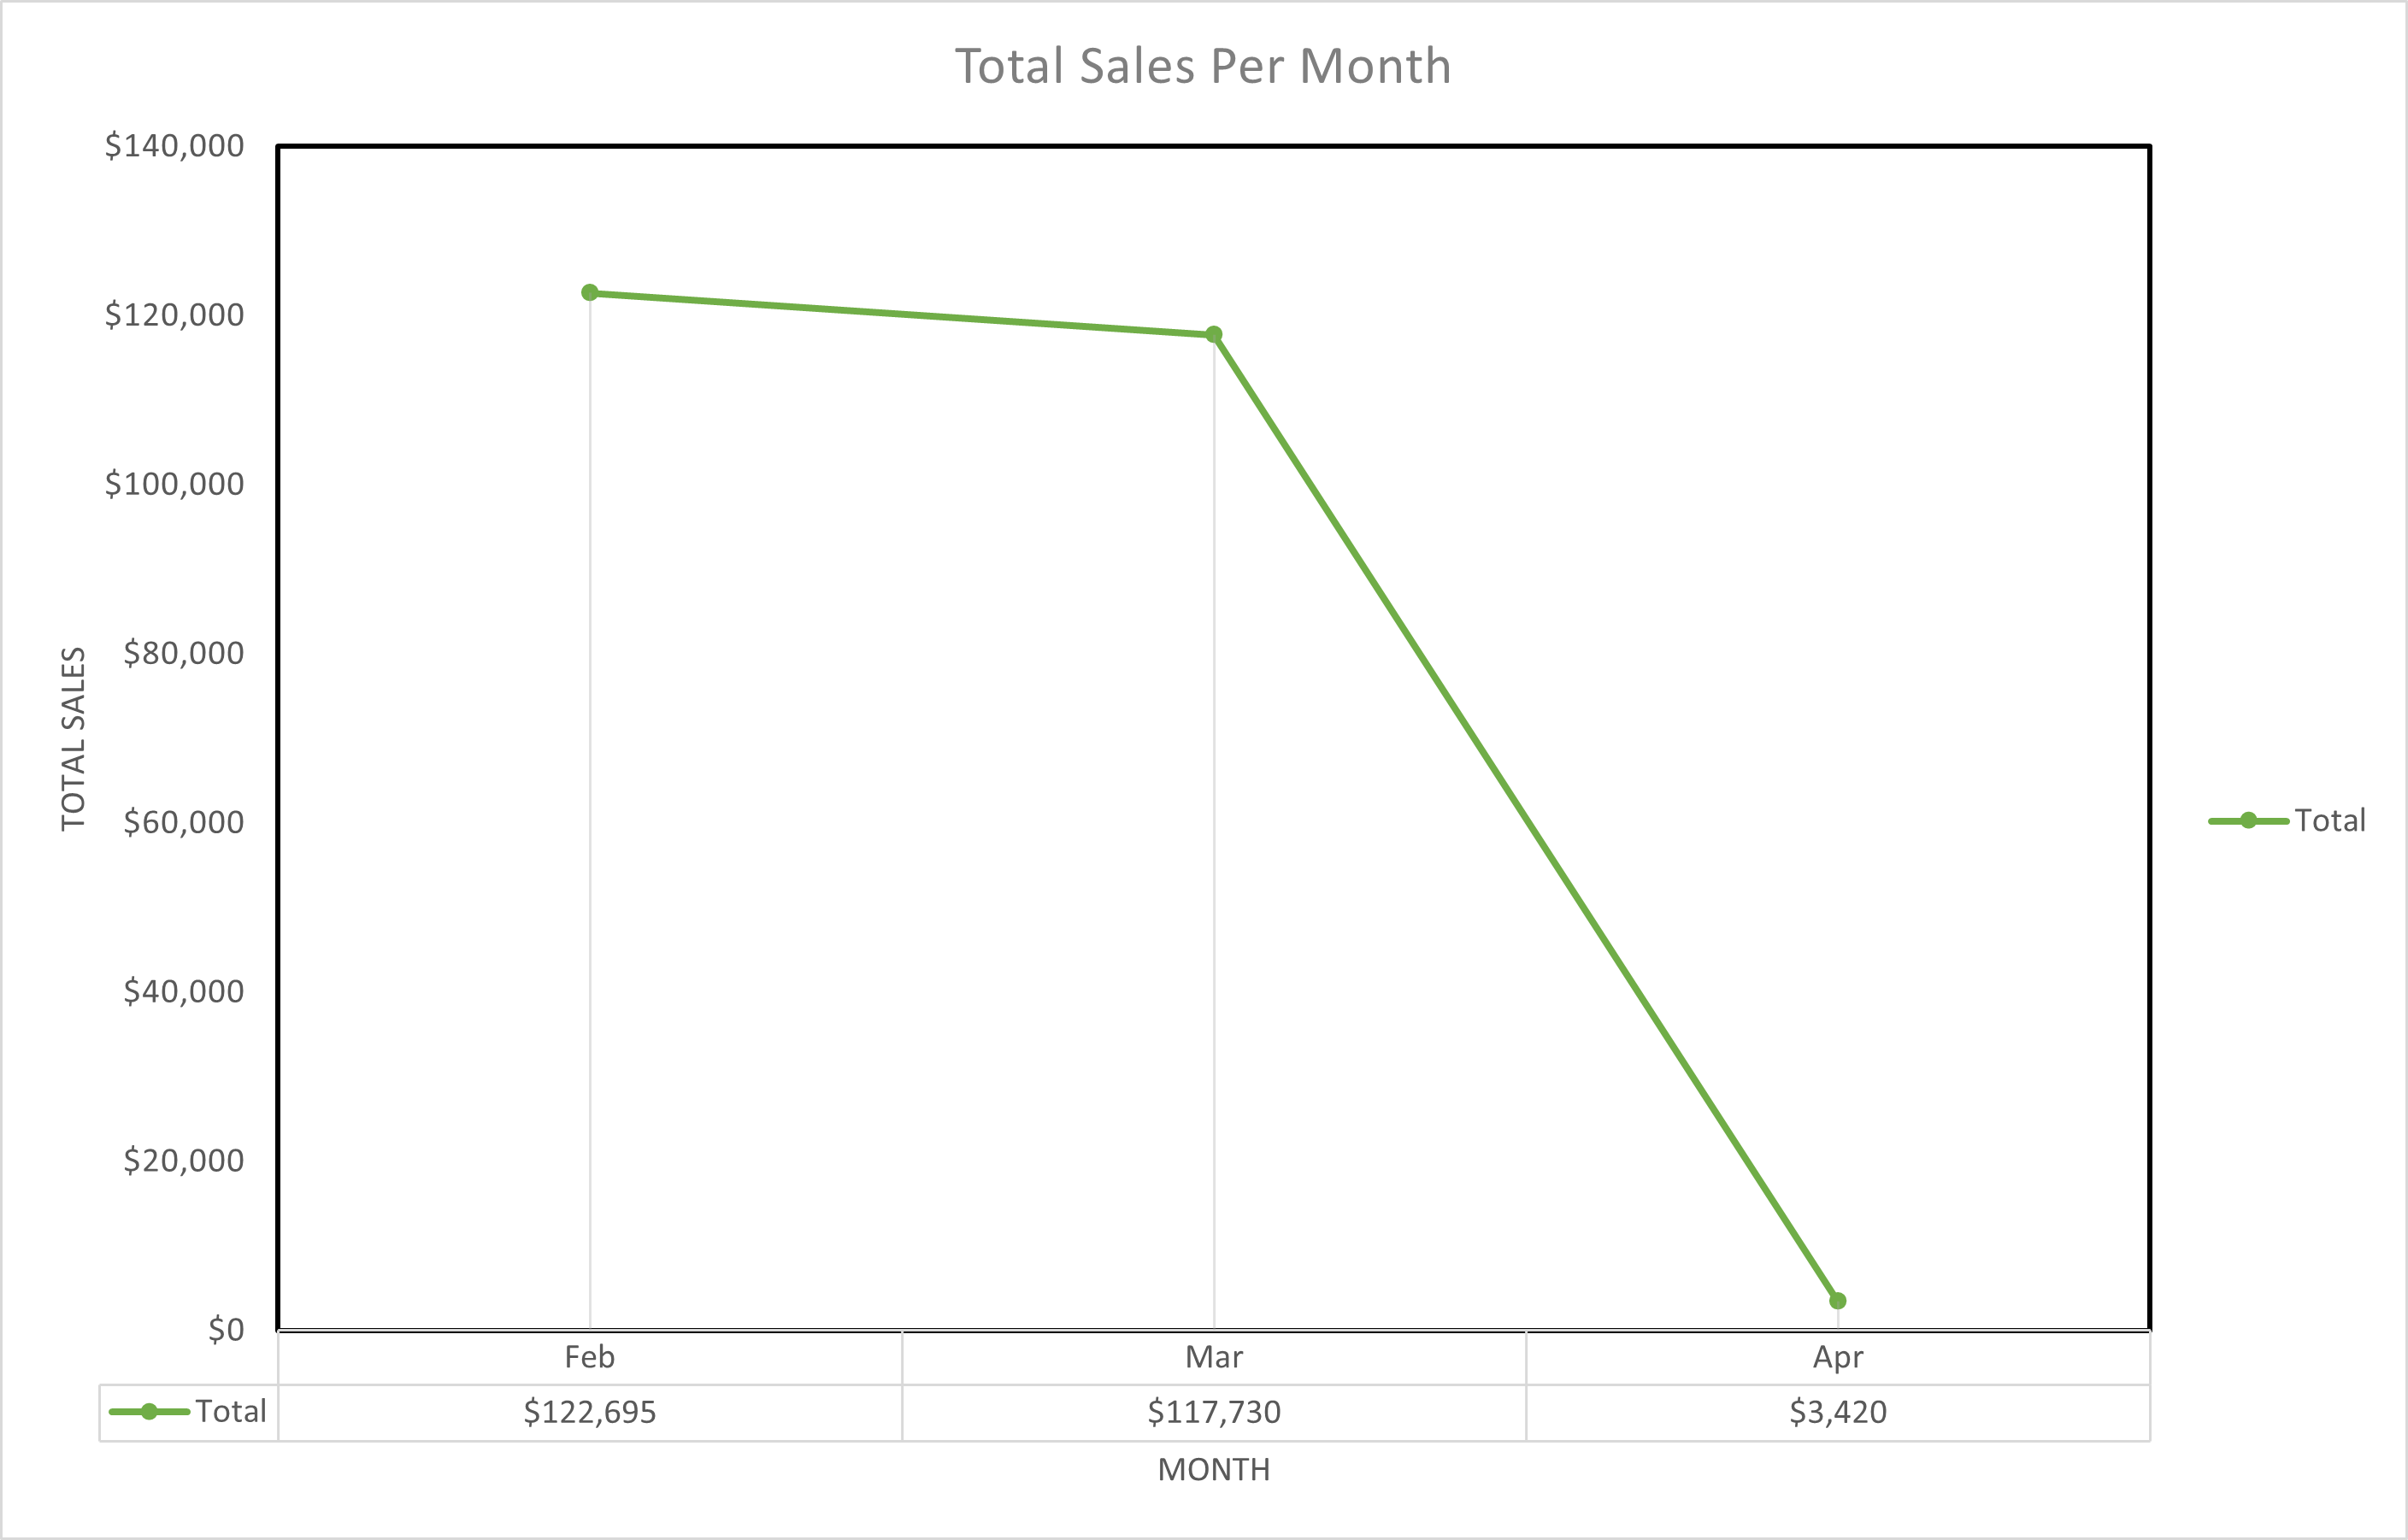 Total Sales Per Month
$140,000
$120,000
$100,000
$80,000
$60,000
$40,000
$20,000
$0
TOTAL SALES
Total
Feb Mar Apr
Total $122,695 $117,730 $3,420
MONTH